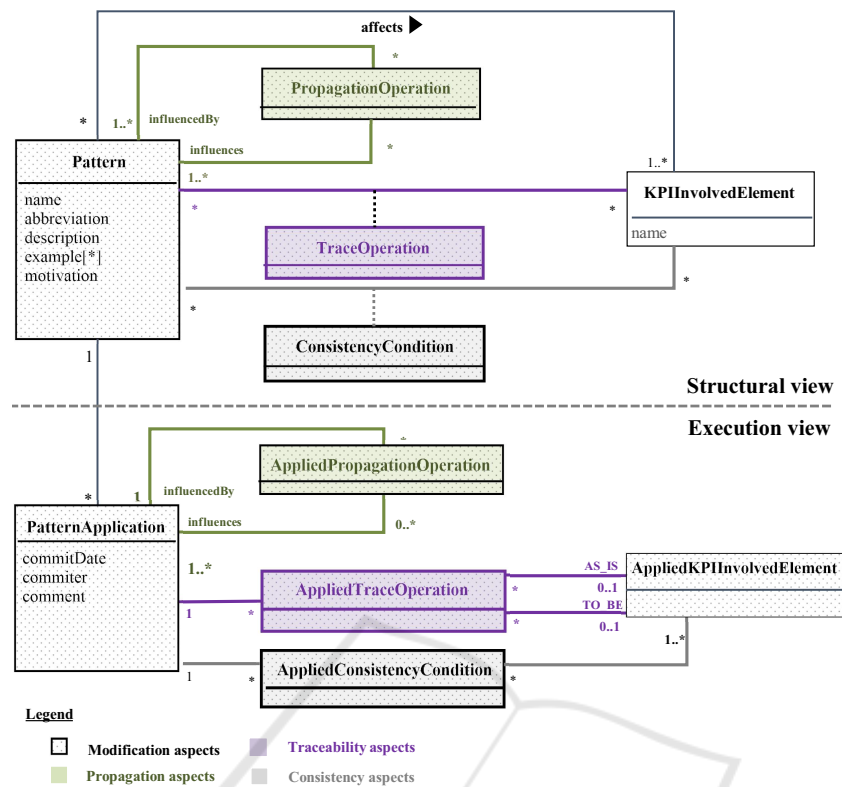 affects
*
PropagationOperation
*
1..*
influencedBy
influences
*
Pattern
1..*
1..*
KPIInvolvedElement
name
abbreviation
description
example[*]
motivation
*
*
name
TraceOperation
*
*
ConsistencyCondition
1
Structural view
Execution view
*
AppliedPropagationOperation
*
1
influencedBy
PatternApplication
influences
0..*
commitDate
commiter
comment
1..*
AppliedTraceOperation
AS_IS
AppliedKPIInvolvedElement
*
0..1
1
*
TO_BE
*
0..1
1..*
AppliedConsistencyCondition
1
*
*
Legend
Modification aspects
Traceability aspects
Propagation aspects
Consistency aspects